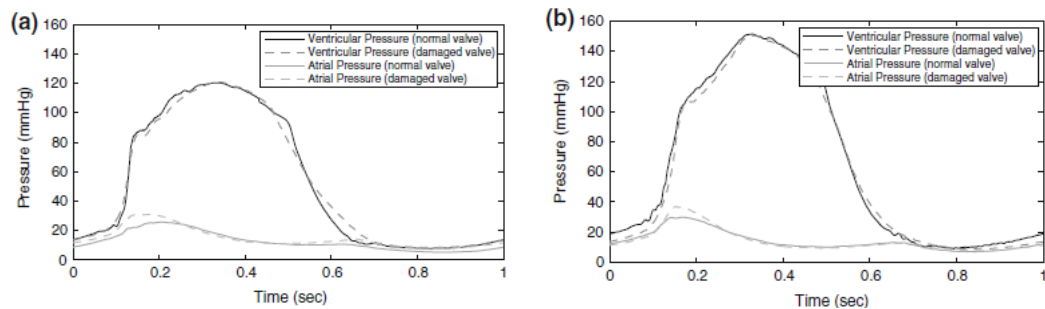 (a)
160
140
120
100
80
60
40
20
0
Pressure (mmHg)
Ventricular Pressure (normal valve)
Ventricular Pressure (damaged valve)
Atrial Pressure (normal valve)
Atrial Pressure (damaged valve)
0
0.2
0.4
0.6
0.8
1
Time (sec)
(b)
160
140
120
100
80
60
40
20
0
Pressure (mmHg)
Ventricular Pressure (normal valve)
Ventricular Pressure (damaged valve)
Atrial Pressure (normal valve)
Atrial Pressure (damaged valve)
0
0.2
0.4
0.6
0.8
1
Time (sec)